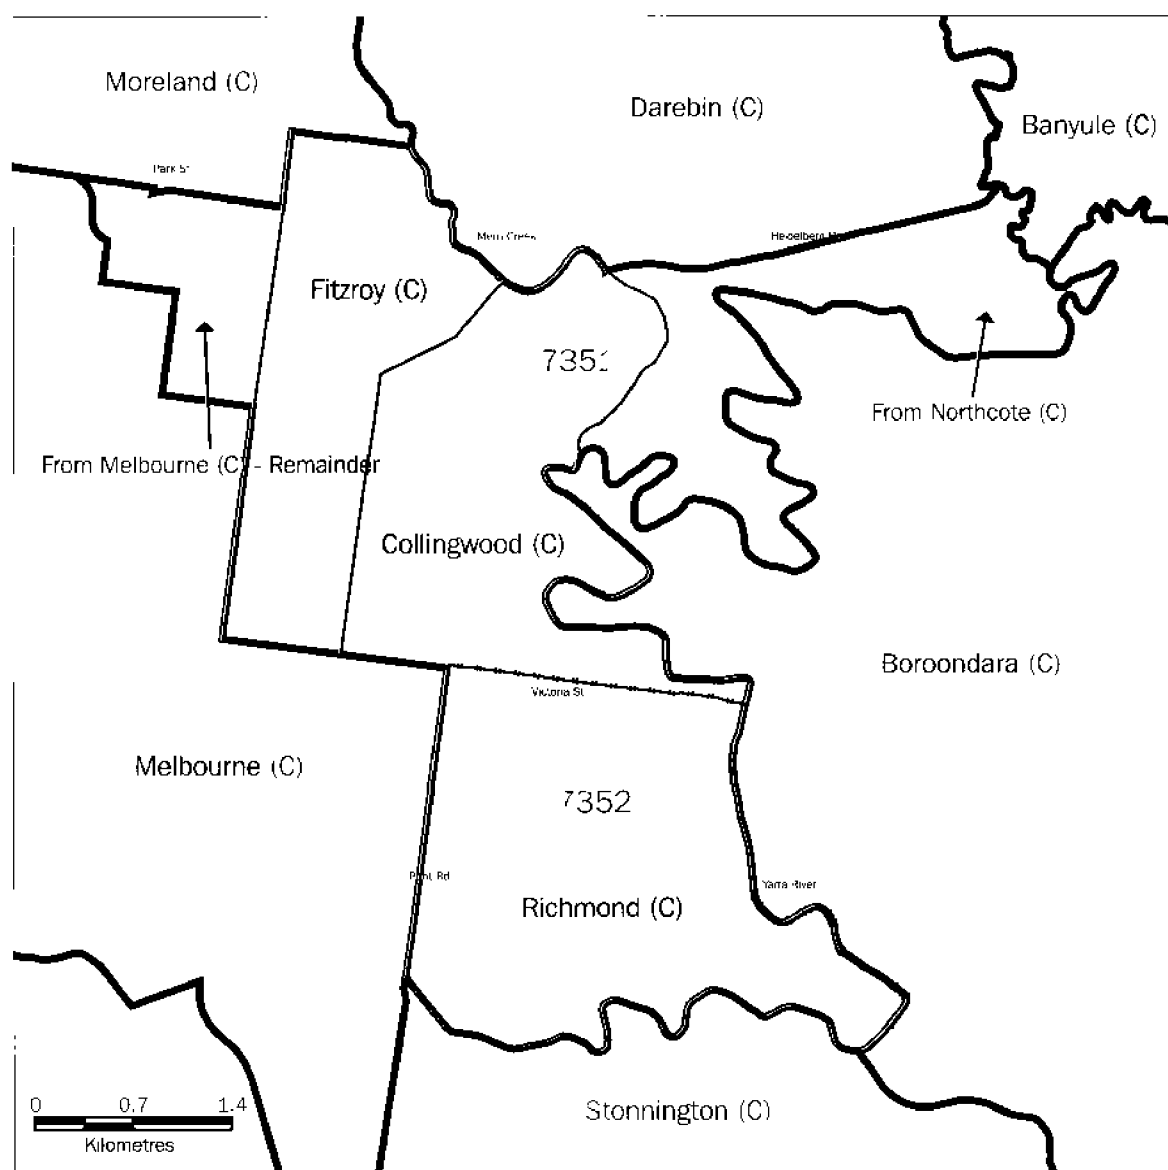 Moreland (C)
Darebin (C)
Banyule (C)
Park St
Merri Creek
Heidelberg
Fitzroy (C)
7351
From Northcote (C)
From Melbourne (C) - Remainder
Collingwood (C)
Boroondara (C)
Victoria St
Melbourne (C)
7352
Punt Rd
Yarra River
Richmond (C)
0 0.7 1.4
Kilometres
Stonnington (C)